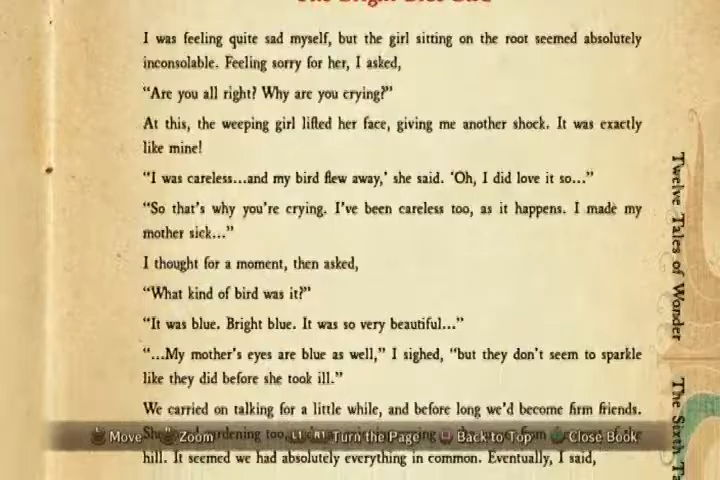 The Bright Blue Bird
I was feeling quite sad myself, but the girl sitting on the root seemed absolutely
inconsolable. Feeling sorry for her, I asked,
“Are you all right? Why are you crying?”
At this, the weeping girl lifted her face, giving me another shock. It was exactly
like mine!
“I was careless...and my bird flew away,’ she said. ‘Oh, I did love it so...”
“So that’s why you’re crying. I’ve been careless too, as it happens. I made my
mother sick...”
I thought for a moment, then asked,
“What kind of bird was it?”
“It was blue. Bright blue. It was so very beautiful...”
“...My mother’s eyes are blue as well,” I sighed, “but they don’t seem to sparkle
like they did before she took ill.”
We carried on talking for a little while, and before long we’d become firm friends.
hill. It seemed we had absolutely everything in common. Eventually, I said,
Move Zoom L1 R1 Turn the Page Back to Top Close Book
Twelve Tales of Wonder
The Sixth Ta